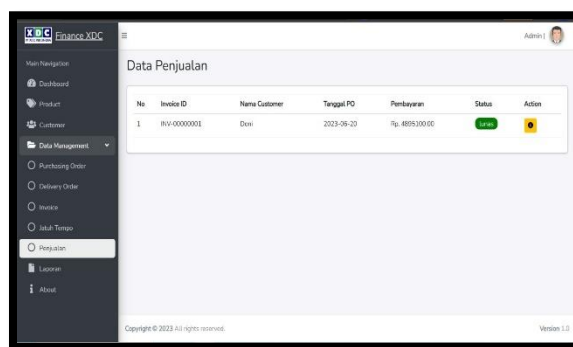 XDC Finance XDC
Admin |
Main Navigation
Dashboard
Product
Customer
Data Management
Purchasing Order
Delivery Order
Invoice
Jatuh Tempo
Penjualan
Laporan
About
Data Penjualan
No Invoice ID Nama Customer Tanggal PO Pembayaran Status Action
1 INV-00000001 Doni 2023-06-20 Rp. 4895100.00 lunas
Copyright © 2023 All rights reserved.
Version 1.0